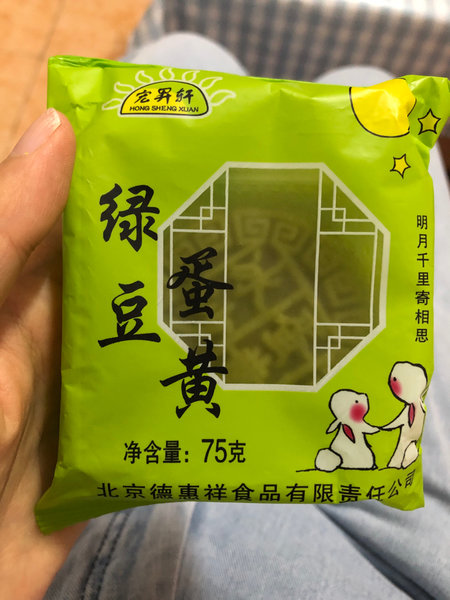 宏昇轩
HONG SHENG XUAN
绿豆
蛋黄
明月千里寄相思
净含量：75克
北京德惠祥食品有限责任公司